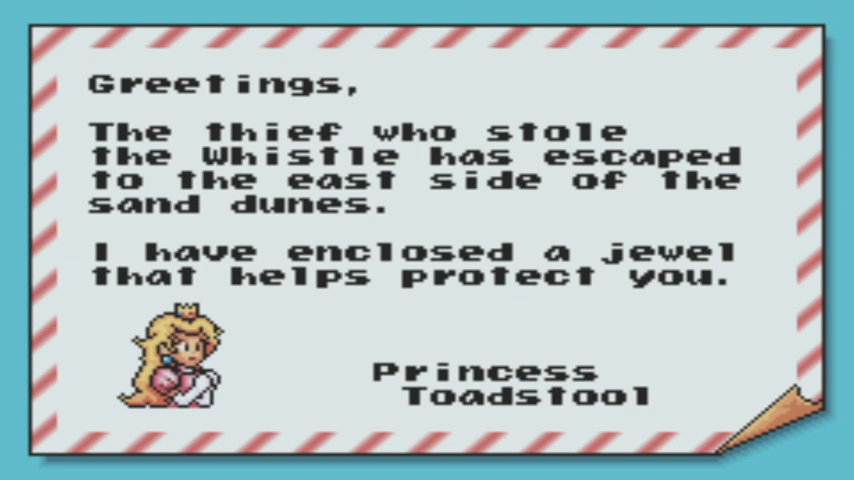 Greetings,
The thief who stole
the Whistle has escaped
to the east side of the
sand dunes.
I have enclosed a jewel
that helps protect you.
Princess
Toadstool